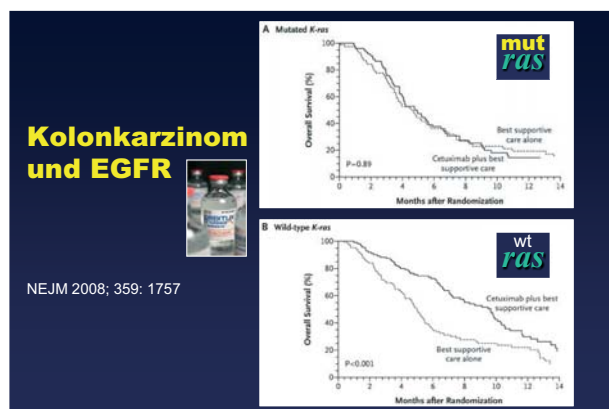 Kolonkarzinom
und EGFR
NEJM 2008; 359: 1757
A Mutated K-ras
mut
ras
Overall Survival (%)
100
80
60
40
20
0
P=0.89
Best supportive
care alone
Cetuximab plus best
supportive care
0 2 4 6 8 10 12 14
Months after Randomization
B Wild-type K-ras
wt
ras
Overall Survival (%)
100
80
60
40
20
0
P<0.001
Cetuximab plus best
supportive care
Best supportive
care alone
0 2 4 6 8 10 12 14
Months after Randomization